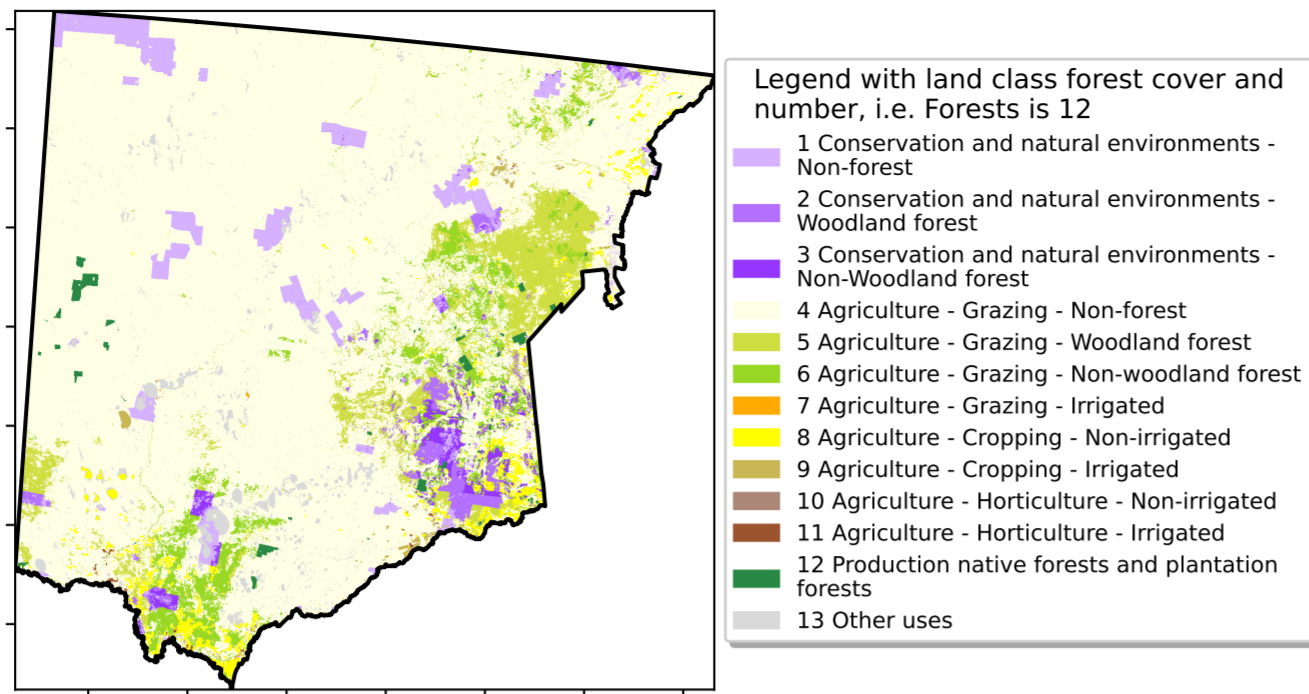 Legend with land class forest cover and
number, i.e. Forests is 12
1 Conservation and natural environments -
Non-forest
2 Conservation and natural environments -
Woodland forest
3 Conservation and natural environments -
Non-Woodland forest
4 Agriculture - Grazing - Non-forest
5 Agriculture - Grazing - Woodland forest
6 Agriculture - Grazing - Non-woodland forest
7 Agriculture - Grazing - Irrigated
8 Agriculture - Cropping - Non-irrigated
9 Agriculture - Cropping - Irrigated
10 Agriculture - Horticulture - Non-irrigated
11 Agriculture - Horticulture - Irrigated
12 Production native forests and plantation
forests
13 Other uses